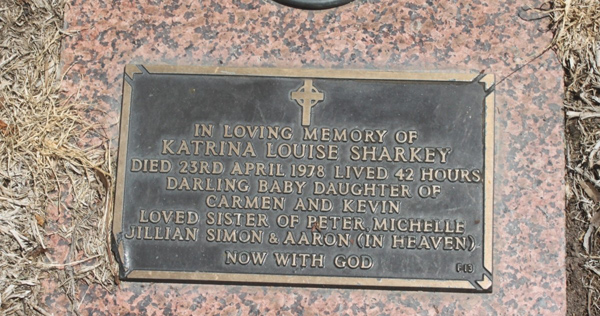 IN LOVING MEMORY OF
KATRINA LOUISE SHARKEY
DIED 23RD APRIL 1978 LIVED 42 HOURS
DARLING BABY DAUGHTER OF
CARMEN AND KEVIN
LOVED SISTER OF PETER MICHELLE
JILLIAN SIMON & AARON (IN HEAVEN)
NOW WITH GOD